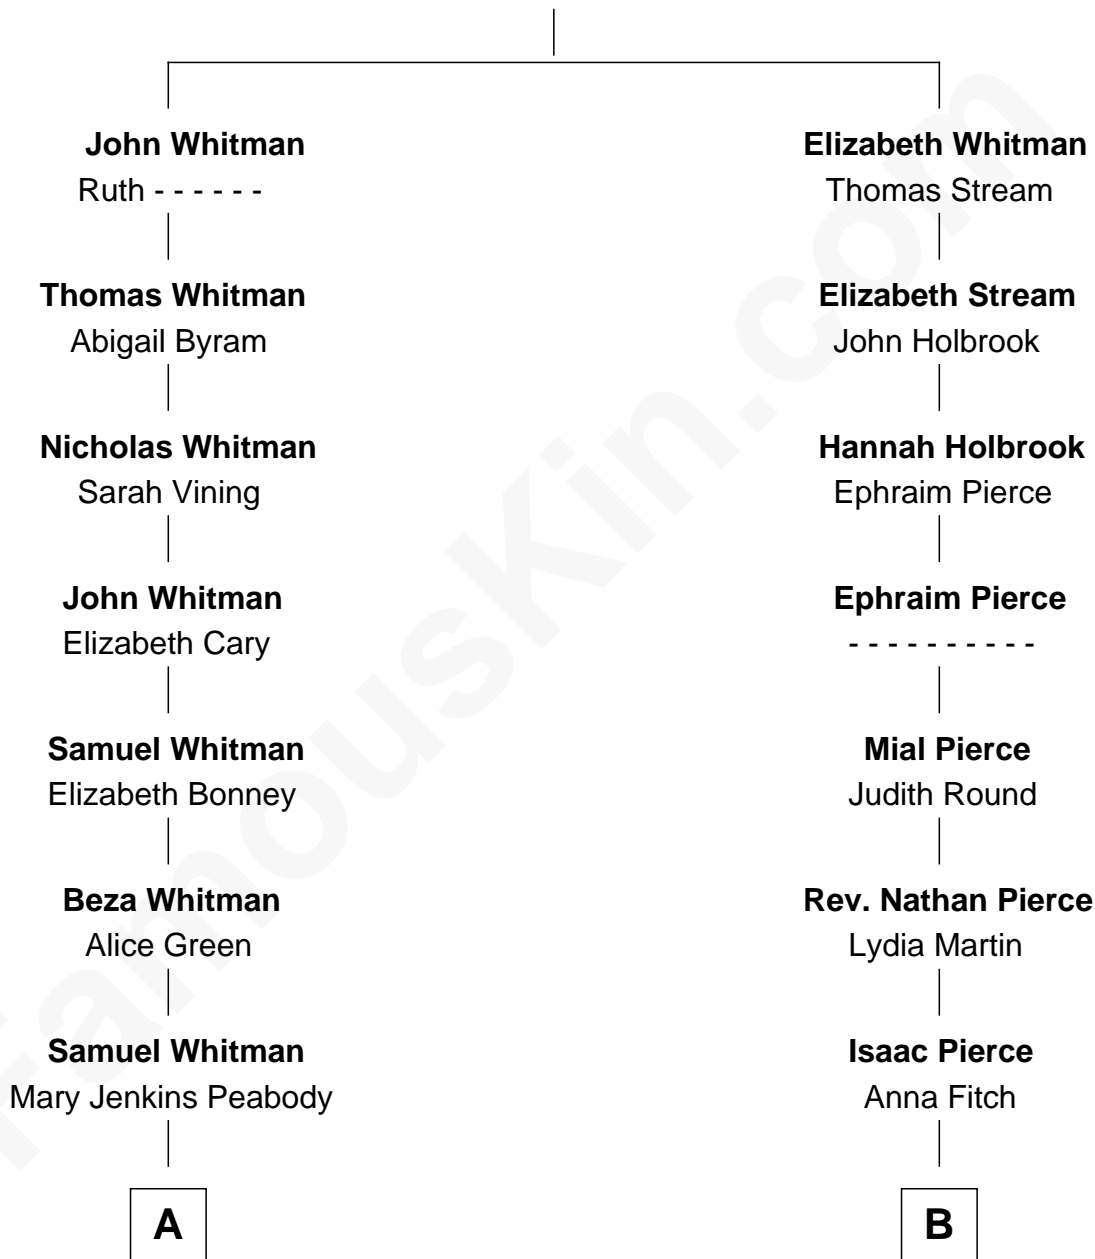 John Whitman
Ruth - - - - - -
Thomas Whitman
Abigail Byram
Nicholas Whitman
Sarah Vining
John Whitman
Elizabeth Cary
Samuel Whitman
Elizabeth Bonney
Beza Whitman
Alice Green
Samuel Whitman
Mary Jenkins Peabody
A
Elizabeth Whitman
Thomas Stream
Elizabeth Stream
John Holbrook
Hannah Holbrook
Ephraim Pierce
Ephraim Pierce
- - - - - - - - - -
Mial Pierce
Judith Round
Rev. Nathan Pierce
Lydia Martin
Isaac Pierce
Anna Fitch
B
FamousKin.com